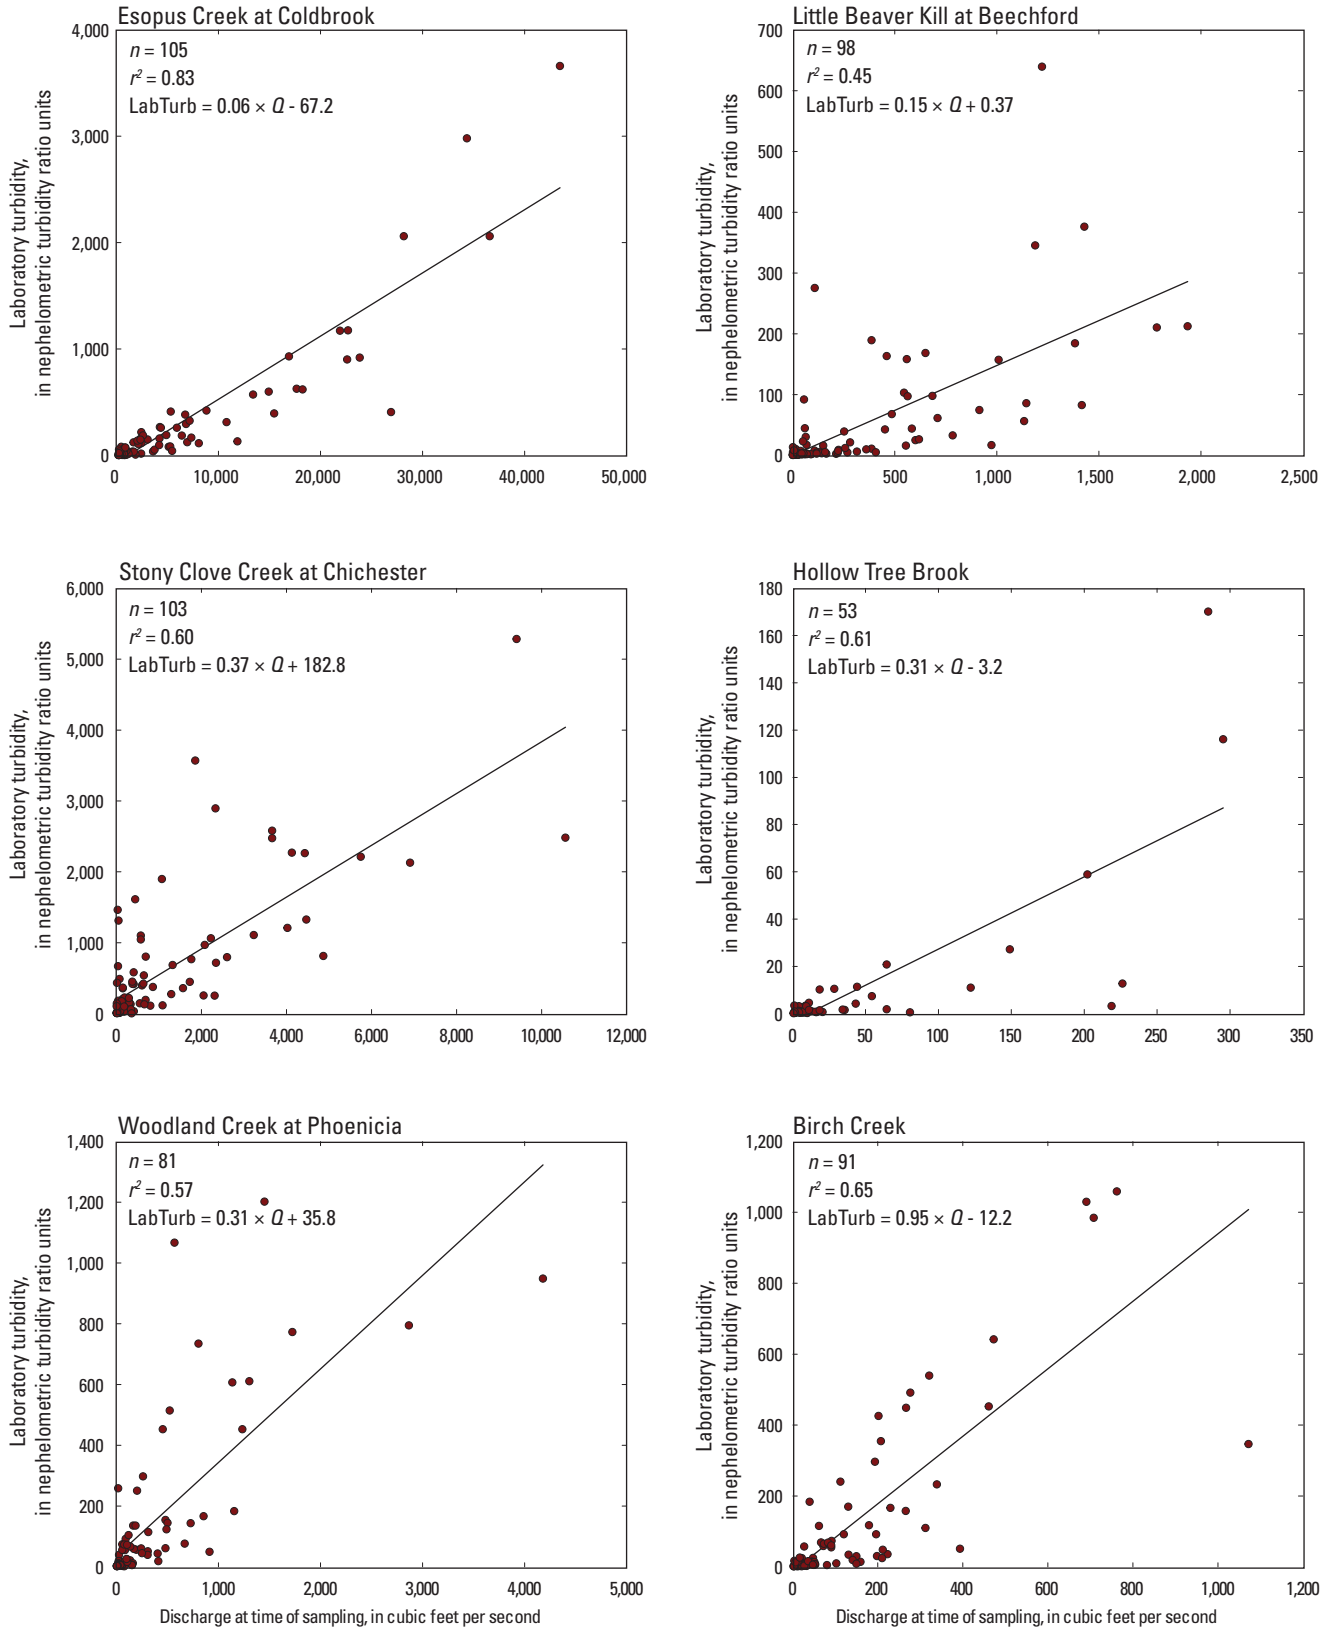 Esopus Creek at Coldbrook
4,000
3,000
2,000
1,000
0
n = 105
r² = 0.83
LabTurb = 0.06 × Q - 67.2
Laboratory turbidity,
in nephelometric turbidity ratio units
0 10,000 20,000 30,000 40,000 50,000
Little Beaver Kill at Beechford
700
600
500
400
300
200
100
0
n = 98
r² = 0.45
LabTurb = 0.15 × Q + 0.37
Laboratory turbidity,
in nephelometric turbidity ratio units
0 500 1,000 1,500 2,000 2,500
Stony Clove Creek at Chichester
6,000
5,000
4,000
3,000
2,000
1,000
0
n = 103
r² = 0.60
LabTurb = 0.37 × Q + 182.8
Laboratory turbidity,
in nephelometric turbidity ratio units
0 2,000 4,000 6,000 8,000 10,000 12,000
Hollow Tree Brook
180
160
140
120
100
80
60
40
20
0
n = 53
r² = 0.61
LabTurb = 0.31 × Q - 3.2
Laboratory turbidity,
in nephelometric turbidity ratio units
0 50 100 150 200 250 300 350
Woodland Creek at Phoenicia
1,400
1,200
1,000
800
600
400
200
0
n = 81
r² = 0.57
LabTurb = 0.31 × Q + 35.8
Laboratory turbidity,
in nephelometric turbidity ratio units
0 1,000 2,000 3,000 4,000 5,000
Discharge at time of sampling, in cubic feet per second
Birch Creek
1,200
1,000
800
600
400
200
0
n = 91
r² = 0.65
LabTurb = 0.95 × Q - 12.2
Laboratory turbidity,
in nephelometric turbidity ratio units
0 200 400 600 800 1,000 1,200
Discharge at time of sampling, in cubic feet per second